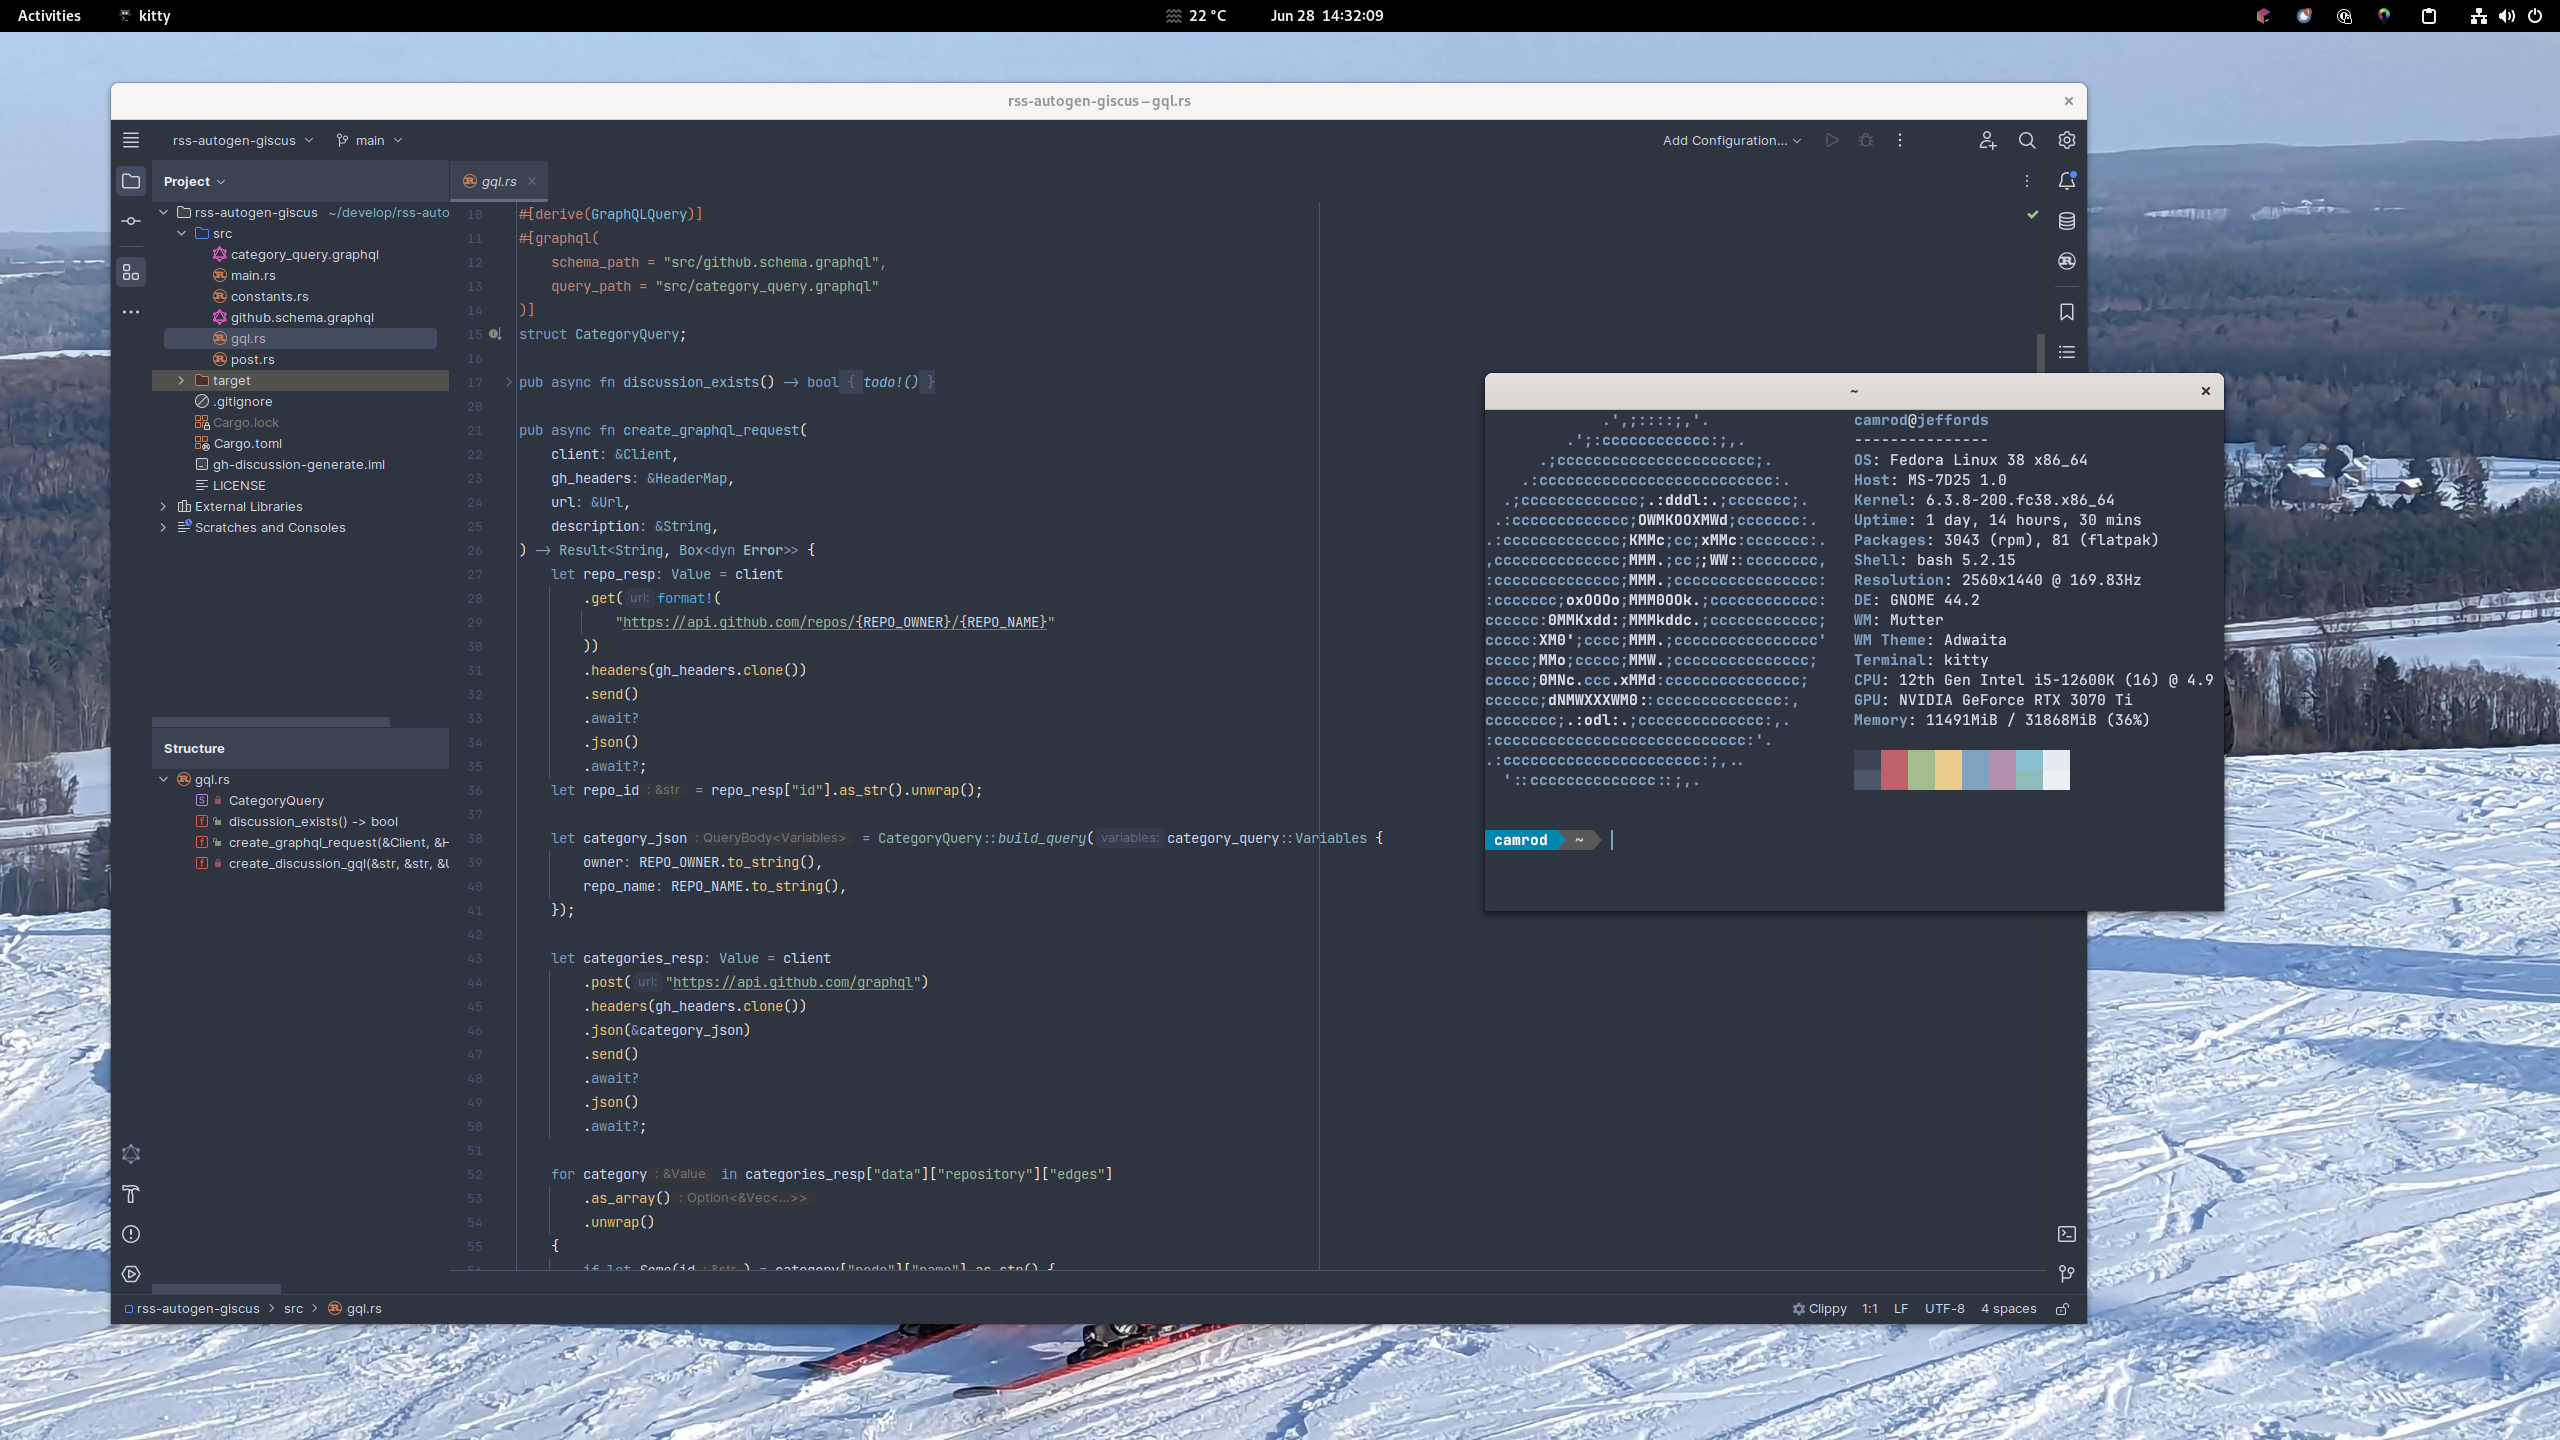 Activities
kitty
22 °C
Jun 28 14:32:09
rss-autogen-giscus – gql.rs
rss-autogen-giscus
main
Add Configuration...
Project
rss-autogen-giscus ~/develop/rss-auto
src
category_query.graphql
main.rs
constants.rs
github.schema.graphql
gql.rs
post.rs
target
.gitignore
Cargo.lock
Cargo.toml
gh-discussion-generate.iml
LICENSE
External Libraries
Scratches and Consoles
Structure
gql.rs
CategoryQuery
discussion_exists() -> bool
create_graphql_request(&Client, &H
create_discussion_gql(&str, &str, &U
gql.rs
10 #[derive(GraphQLQuery)]
11 #[graphql(
12 schema_path = "src/github.schema.graphql",
13 query_path = "src/category_query.graphql"
14 )]
15 struct CategoryQuery;
16
17 pub async fn discussion_exists() -> bool { todo!() }
20
21 pub async fn create_graphql_request(
22 client: &Client,
23 gh_headers: &HeaderMap,
24 url: &Url,
25 description: &String,
26 ) -> Result<String, Box<dyn Error>> {
27 let repo_resp: Value = client
28 .get( url: format!(
29 "https://api.github.com/repos/{REPO_OWNER}/{REPO_NAME}"
30 ))
31 .headers(gh_headers.clone())
32 .send()
33 .await?
34 .json()
35 .await?;
36 let repo_id : &str = repo_resp["id"].as_str().unwrap();
37
38 let category_json : QueryBody<Variables> = CategoryQuery::build_query( variables: category_query::Variables {
39 owner: REPO_OWNER.to_string(),
40 repo_name: REPO_NAME.to_string(),
41 });
42
43 let categories_resp: Value = client
44 .post( url: "https://api.github.com/graphql")
45 .headers(gh_headers.clone())
46 .json(&category_json)
47 .send()
48 .await?
49 .json()
50 .await?;
51
52 for category : &Value in categories_resp["data"]["repository"]["edges"]
53 .as_array() : Option<&Vec<...>>
54 .unwrap()
55 {
56 if let Some(id : &str ) = category["node"]["name"].as_str() {
rss-autogen-giscus > src > gql.rs
Clippy 1:1 LF UTF-8 4 spaces
~
.',;::::;,'.
.';:cccccccccccc:;,.
.;cccccccccccccccccccccc;.
.:cccccccccccccccccccccccccc:.
.;ccccccccccccc;.:dddl:.;ccccccc;.
.:ccccccccccccc;OWMKOOXMWd;ccccccc:.
.:ccccccccccccc;KMMc;cc;xMMc:ccccccc:.
,cccccccccccccc;MMM.;cc;;WW::cccccccc,
:cccccccccccccc;MMM.;cccccccccccccccc:
:ccccccc;oxOOOo;MMM0OOk.;cccccccccccc:
cccccc:0MMKxdd:;MMMkddc.;cccccccccccc;
ccccc:XM0';cccc;MMM.;cccccccccccccccc'
ccccc;MMo;ccccc;MMW.;ccccccccccccccc;
ccccc;0MNc.ccc.xMMd:ccccccccccccccc;
cccccc;dNMWXXXWM0::cccccccccccccc:,
cccccccc;.:odl:.;cccccccccccccc:,.
:cccccccccccccccccccccccccccc:'.
.:cccccccccccccccccccccc:;,..
'::cccccccccccccc::;,.
camrod@jeffords
---------------
OS: Fedora Linux 38 x86_64
Host: MS-7D25 1.0
Kernel: 6.3.8-200.fc38.x86_64
Uptime: 1 day, 14 hours, 30 mins
Packages: 3043 (rpm), 81 (flatpak)
Shell: bash 5.2.15
Resolution: 2560x1440 @ 169.83Hz
DE: GNOME 44.2
WM: Mutter
WM Theme: Adwaita
Terminal: kitty
CPU: 12th Gen Intel i5-12600K (16) @ 4.9
GPU: NVIDIA GeForce RTX 3070 Ti
Memory: 11491MiB / 31868MiB (36%)
camrod ~